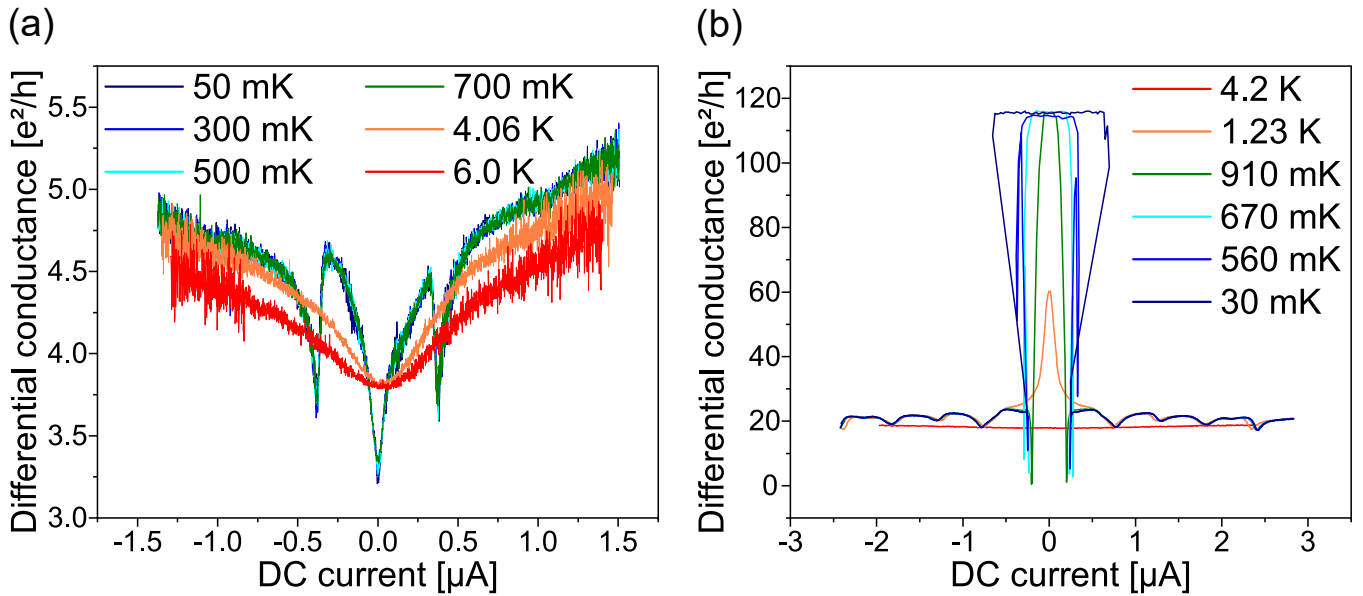 (a)
(b)
Differential conductance [e²/h]
5.5
5.0
4.5
4.0
3.5
3.0
50 mK
300 mK
500 mK
700 mK
4.06 K
6.0 K
-1.5 -1.0 -0.5 0.0 0.5 1.0 1.5
DC current [µA]
Differential conductance [e²/h]
120
100
80
60
40
20
0
4.2 K
1.23 K
910 mK
670 mK
560 mK
30 mK
-3 -2 -1 0 1 2 3
DC current [µA]